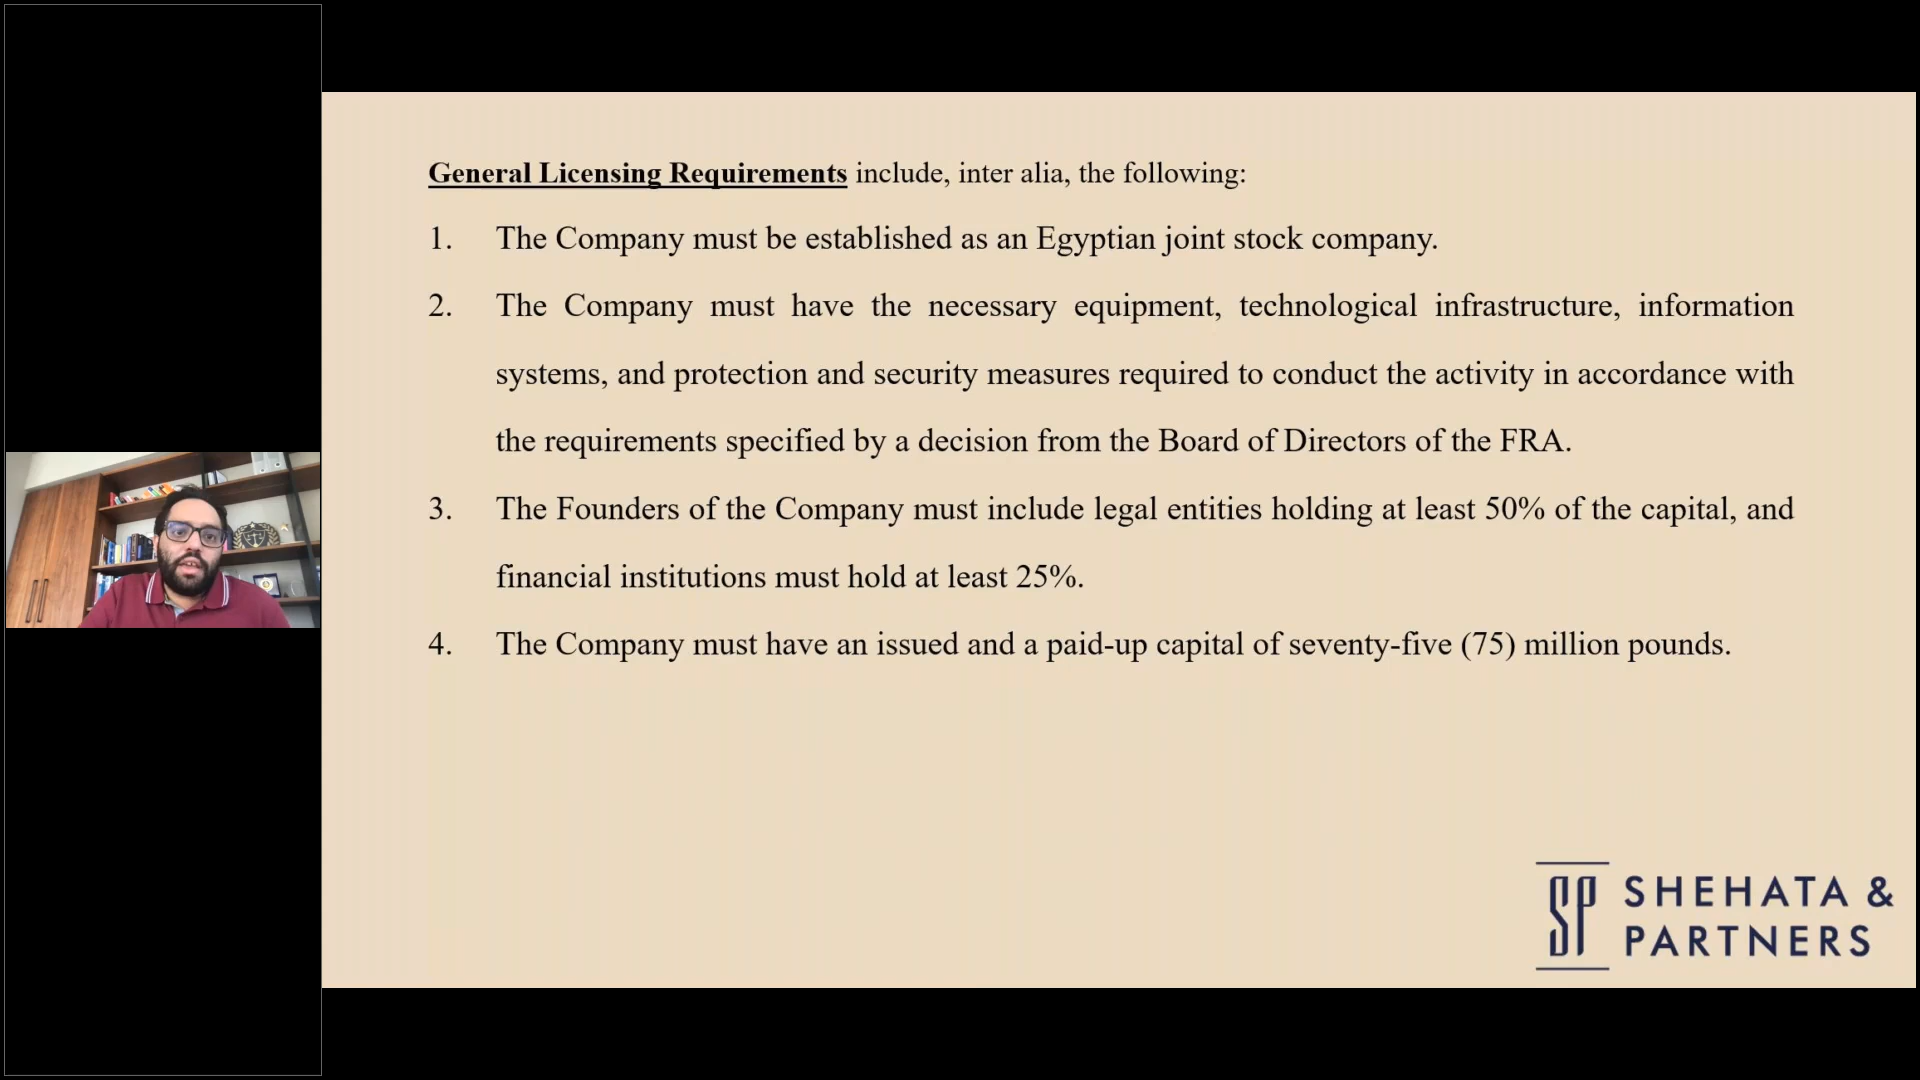 General Licensing Requirements include, inter alia, the following:
1. The Company must be established as an Egyptian joint stock company.
2. The Company must have the necessary equipment, technological infrastructure, information
systems, and protection and security measures required to conduct the activity in accordance with
the requirements specified by a decision from the Board of Directors of the FRA.
3. The Founders of the Company must include legal entities holding at least 50% of the capital, and
financial institutions must hold at least 25%.
4. The Company must have an issued and a paid-up capital of seventy-five (75) million pounds.
SP
SHEHATA &
PARTNERS